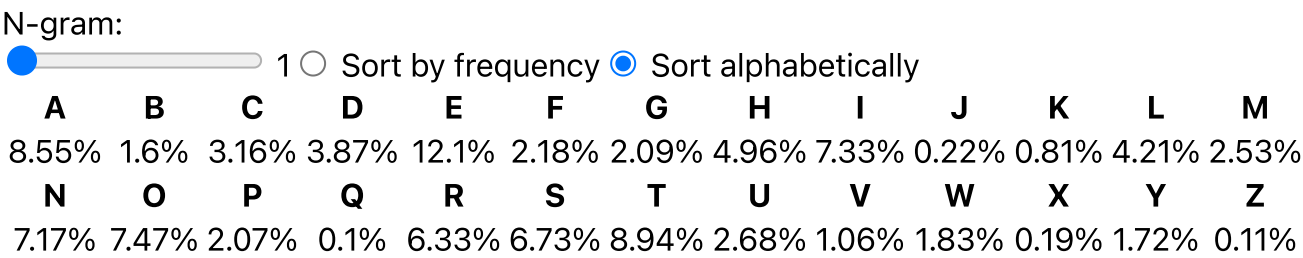 N-gram:
1 Sort by frequency Sort alphabetically
A B C D E F G H I J K L M
8.55% 1.6% 3.16% 3.87% 12.1% 2.18% 2.09% 4.96% 7.33% 0.22% 0.81% 4.21% 2.53%
N O P Q R S T U V W X Y Z
7.17% 7.47% 2.07% 0.1% 6.33% 6.73% 8.94% 2.68% 1.06% 1.83% 0.19% 1.72% 0.11%